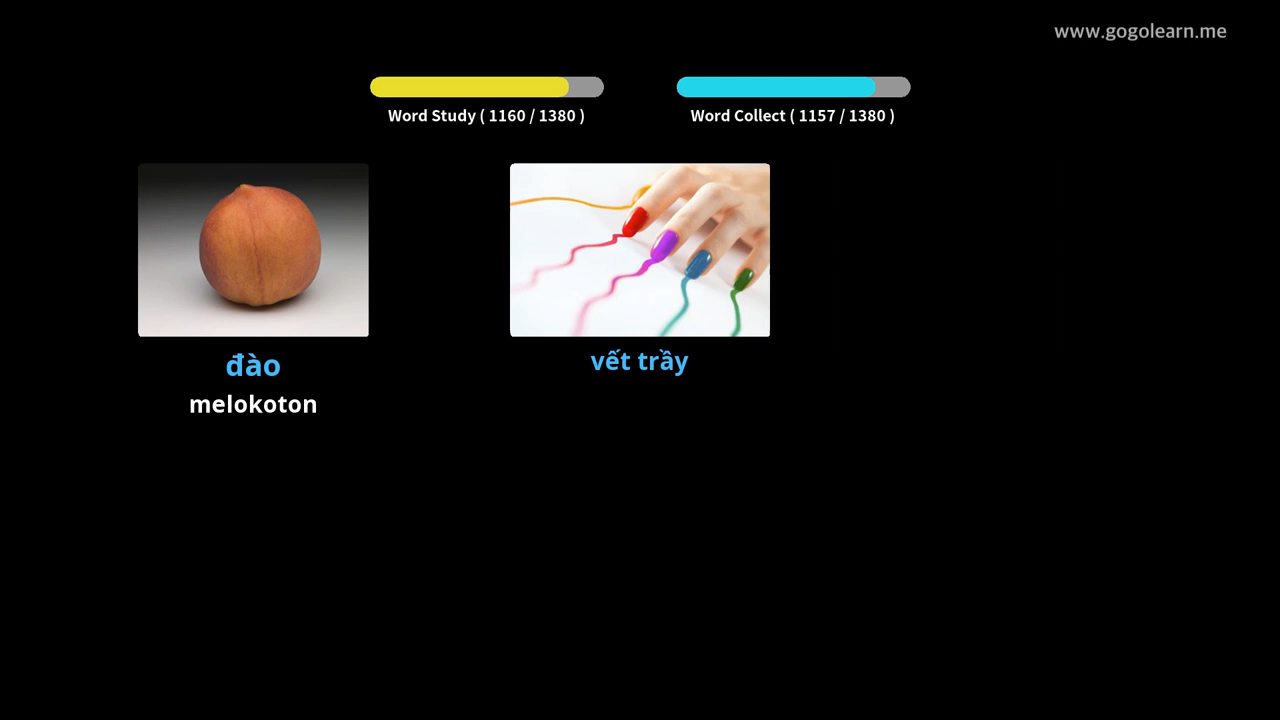 www.gogolearn.me
Word Study ( 1160 / 1380 )
Word Collect ( 1157 / 1380 )
đào
melokoton
vết trầy